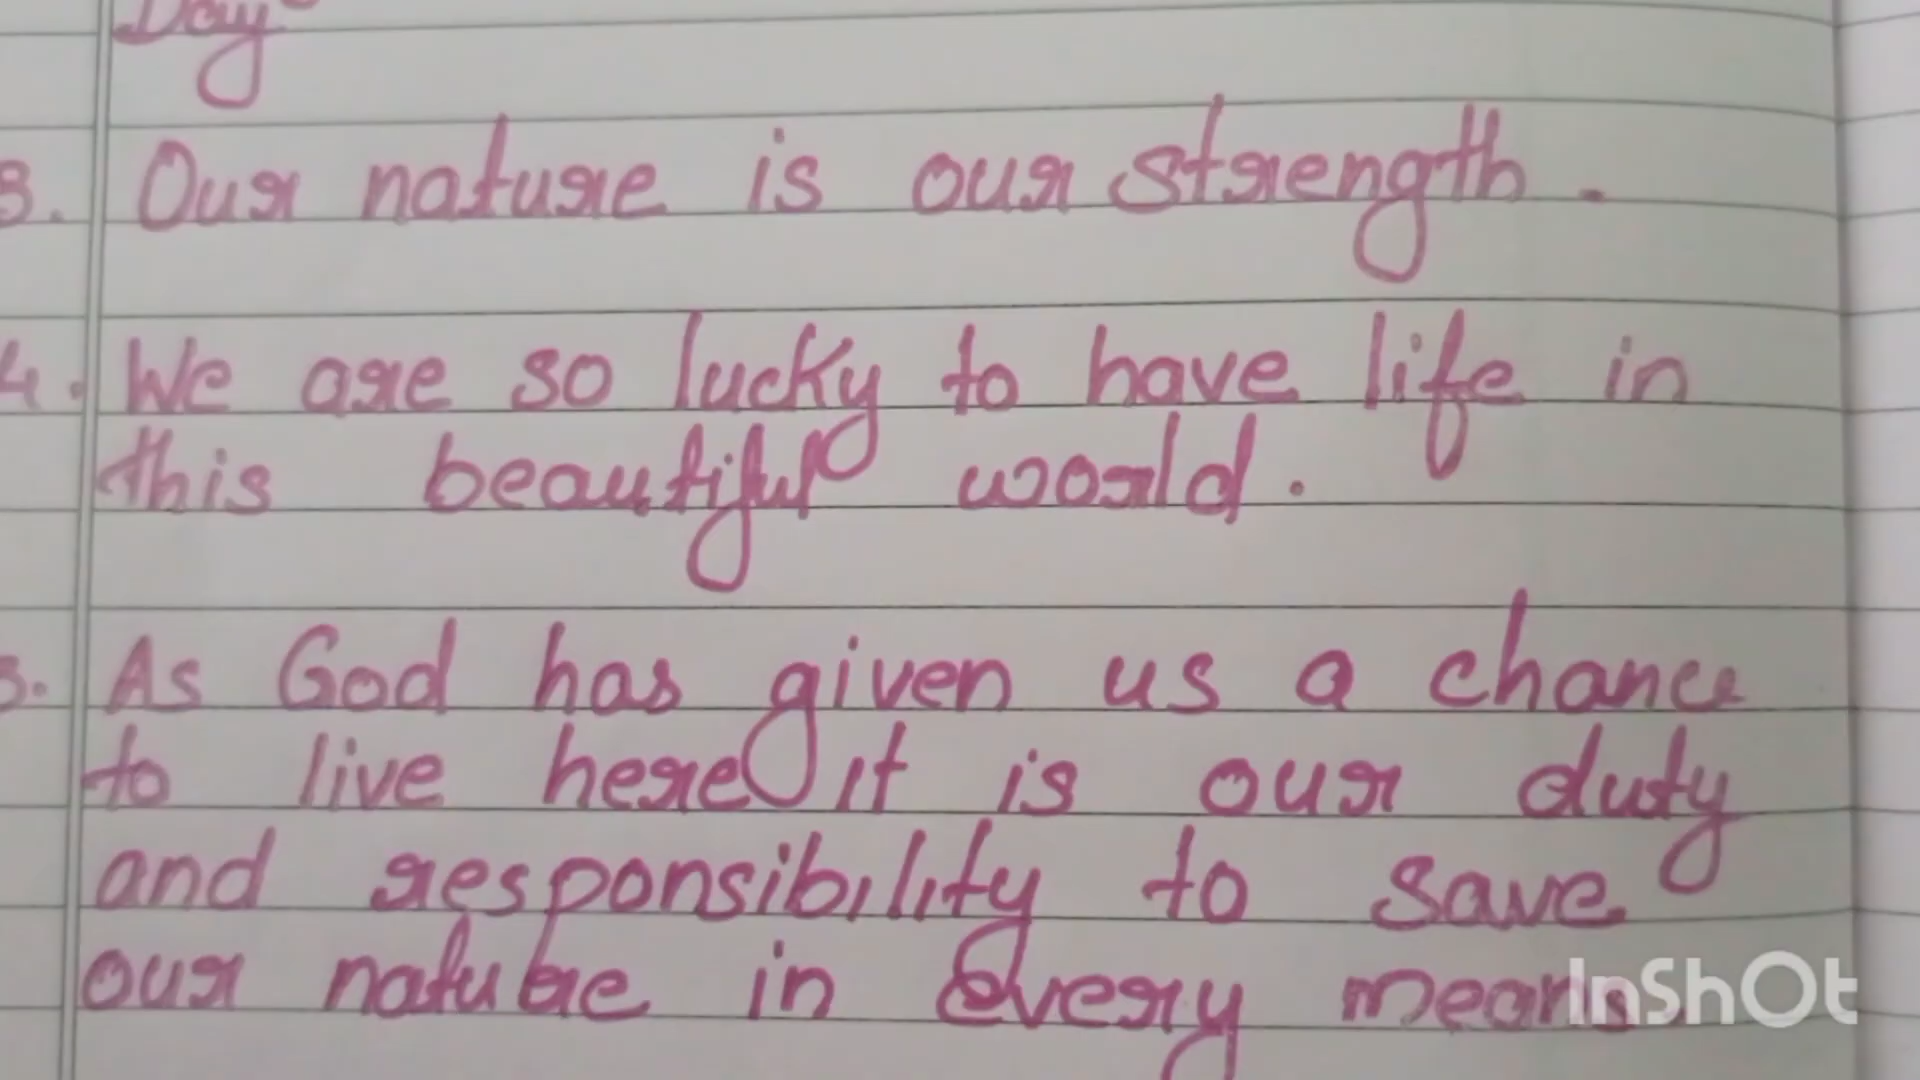 Day
3. Our nature is our strength.
4. We are so lucky to have life in
this beautiful world.
5. As God has given us a chance
to live here it is our duty
and responsibility to save
our nature in every means
InShOt